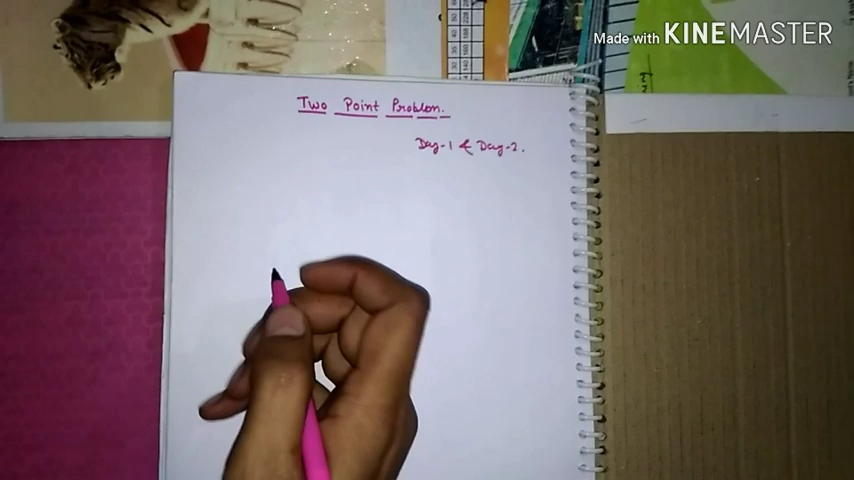 Made with KINEMASTER
Two Point Problem.
Day-1 & Day-2.